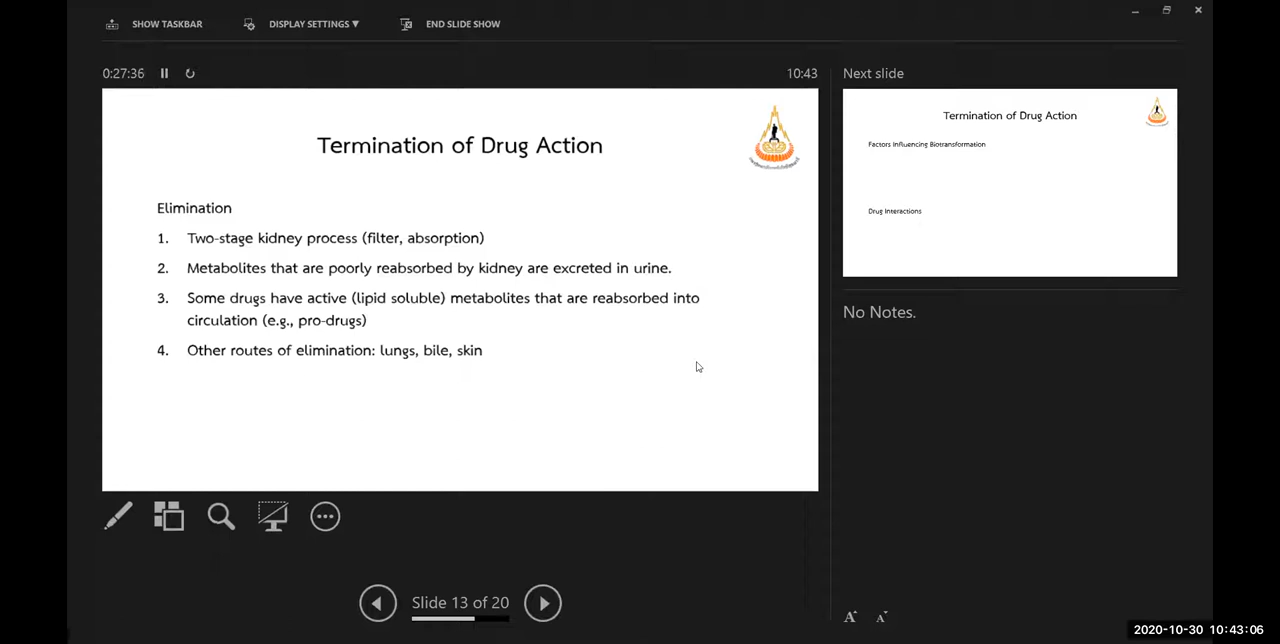 SHOW TASKBAR
DISPLAY SETTINGS ▼
END SLIDE SHOW
0:27:36
10:43
Termination of Drug Action
Elimination
1. Two-stage kidney process (filter, absorption)
2. Metabolites that are poorly reabsorbed by kidney are excreted in urine.
3. Some drugs have active (lipid soluble) metabolites that are reabsorbed into
circulation (e.g., pro-drugs)
4. Other routes of elimination: lungs, bile, skin
Slide 13 of 20
Next slide
Termination of Drug Action
Factors Influencing Biotransformation
Drug Interactions
No Notes.
A A
2020-10-30 10:43:06